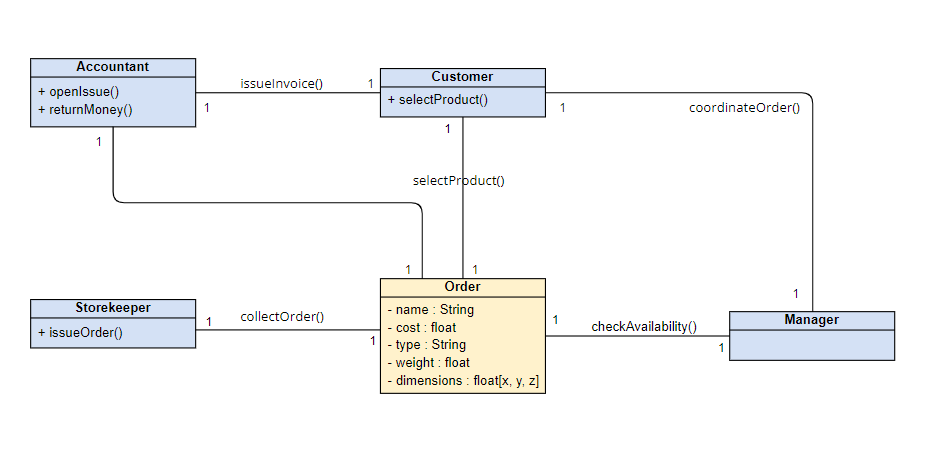 Accountant
+ openIssue()
+ returnMoney()
issueInvoice()
1
1
Customer
+ selectProduct()
1
coordinateOrder()
1
1
selectProduct()
1
1
1
Order
- name : String
- cost : float
- type : String
- weight : float
- dimensions : float[x, y, z]
Storekeeper
+ issueOrder()
1
collectOrder()
1
1
checkAvailability()
1
Manager